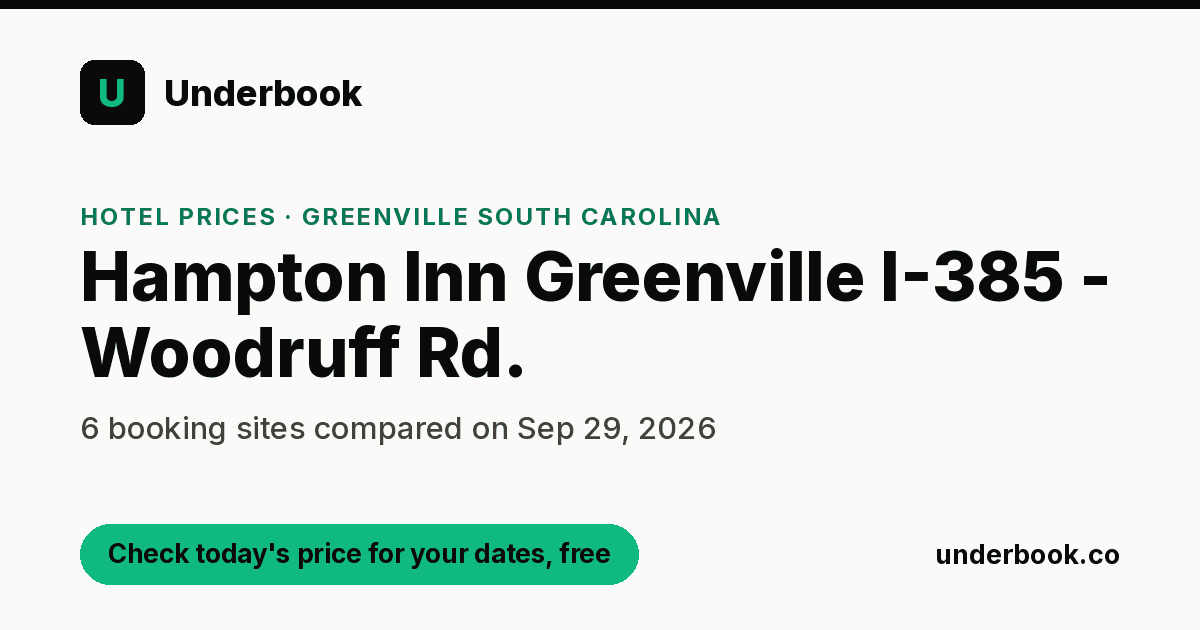 U Underbook
HOTEL PRICES · GREENVILLE SOUTH CAROLINA
Hampton Inn Greenville I-385 -
Woodruff Rd.
6 booking sites compared on Sep 29, 2026
Check today's price for your dates, free
underbook.co